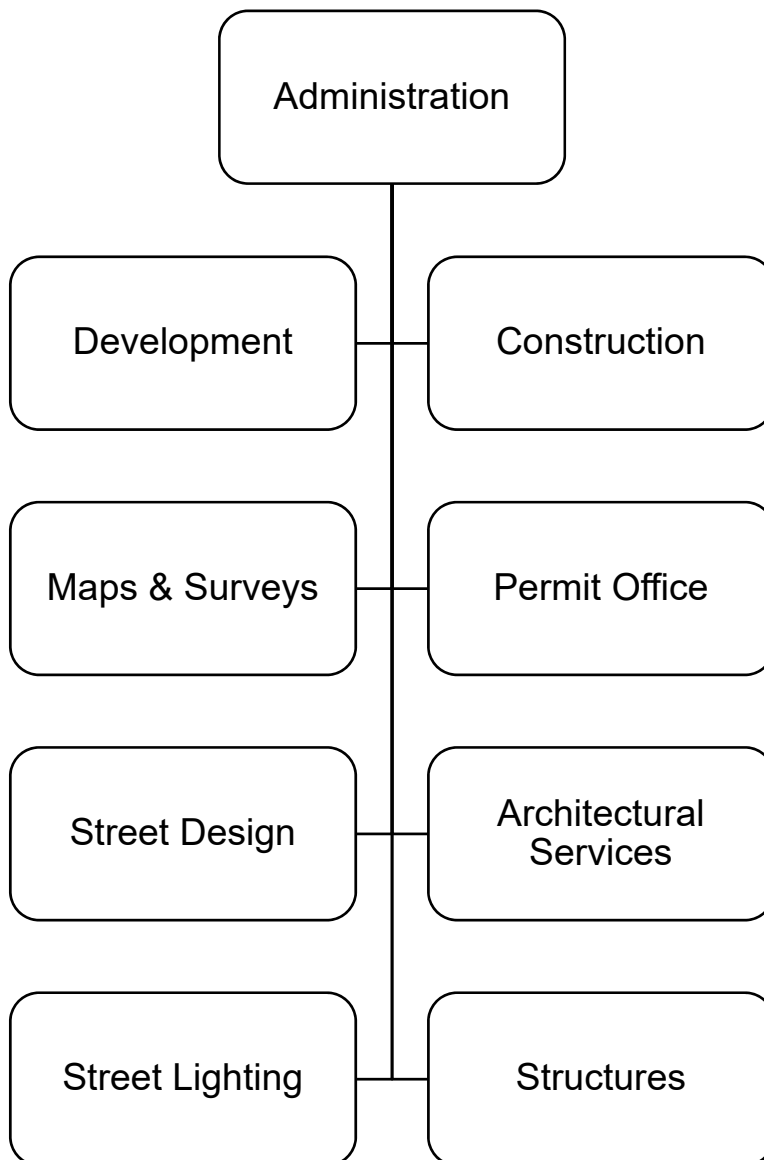 Administration
Development
Construction
Maps & Surveys
Permit Office
Street Design
Architectural
Services
Street Lighting
Structures